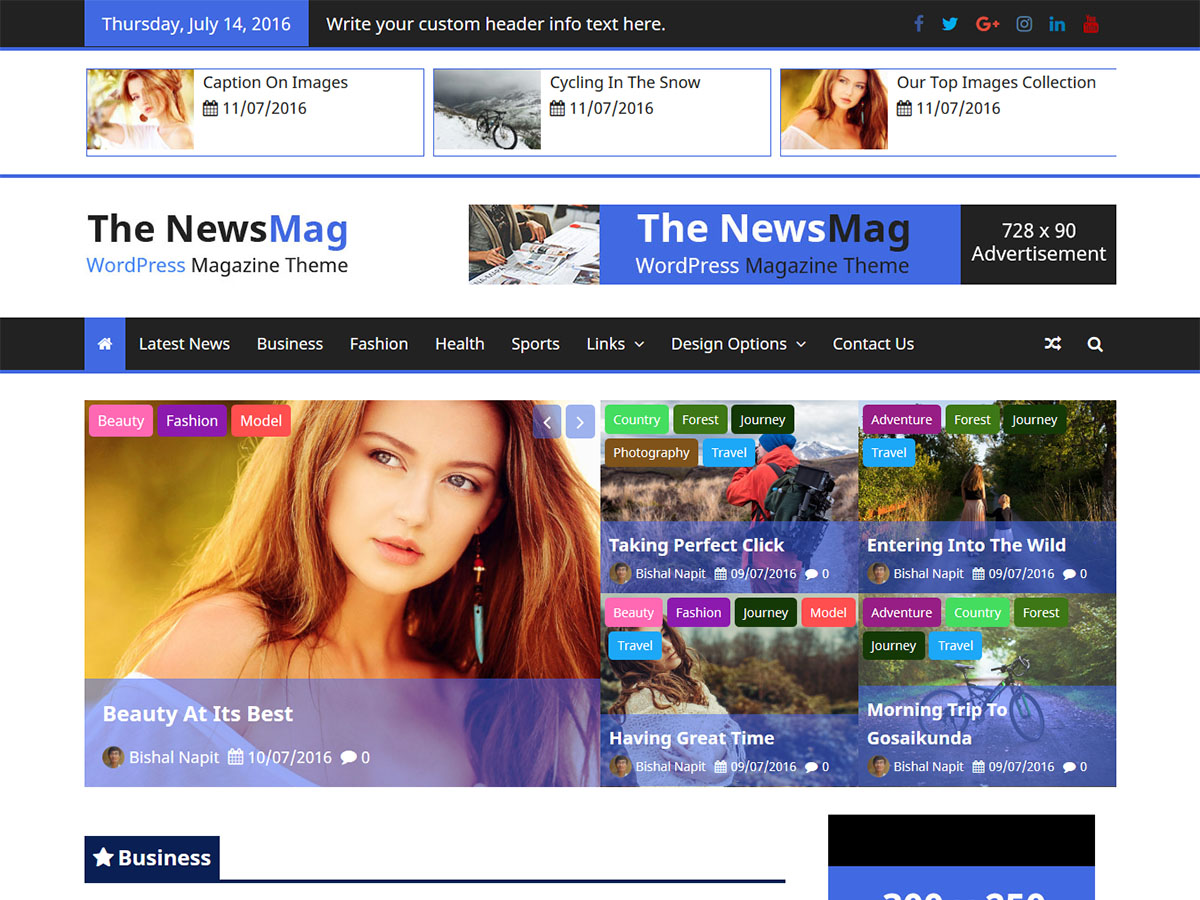 Thursday, July 14, 2016
Write your custom header info text here.
Caption On Images
11/07/2016
Cycling In The Snow
11/07/2016
Our Top Images Collection
11/07/2016
The NewsMag
WordPress Magazine Theme
The NewsMag
WordPress Magazine Theme
728 x 90
Advertisement
Latest News Business Fashion Health Sports Links Design Options Contact Us
Beauty Fashion Model
Beauty At Its Best
Bishal Napit 10/07/2016 0
Country Forest Journey
Photography Travel
Taking Perfect Click
Bishal Napit 09/07/2016 0
Adventure Forest Journey
Travel
Entering Into The Wild
Bishal Napit 09/07/2016 0
Beauty Fashion Journey Model
Travel
Having Great Time
Bishal Napit 09/07/2016 0
Adventure Country Forest
Journey Travel
Morning Trip To
Gosaikunda
Bishal Napit 09/07/2016 0
Business